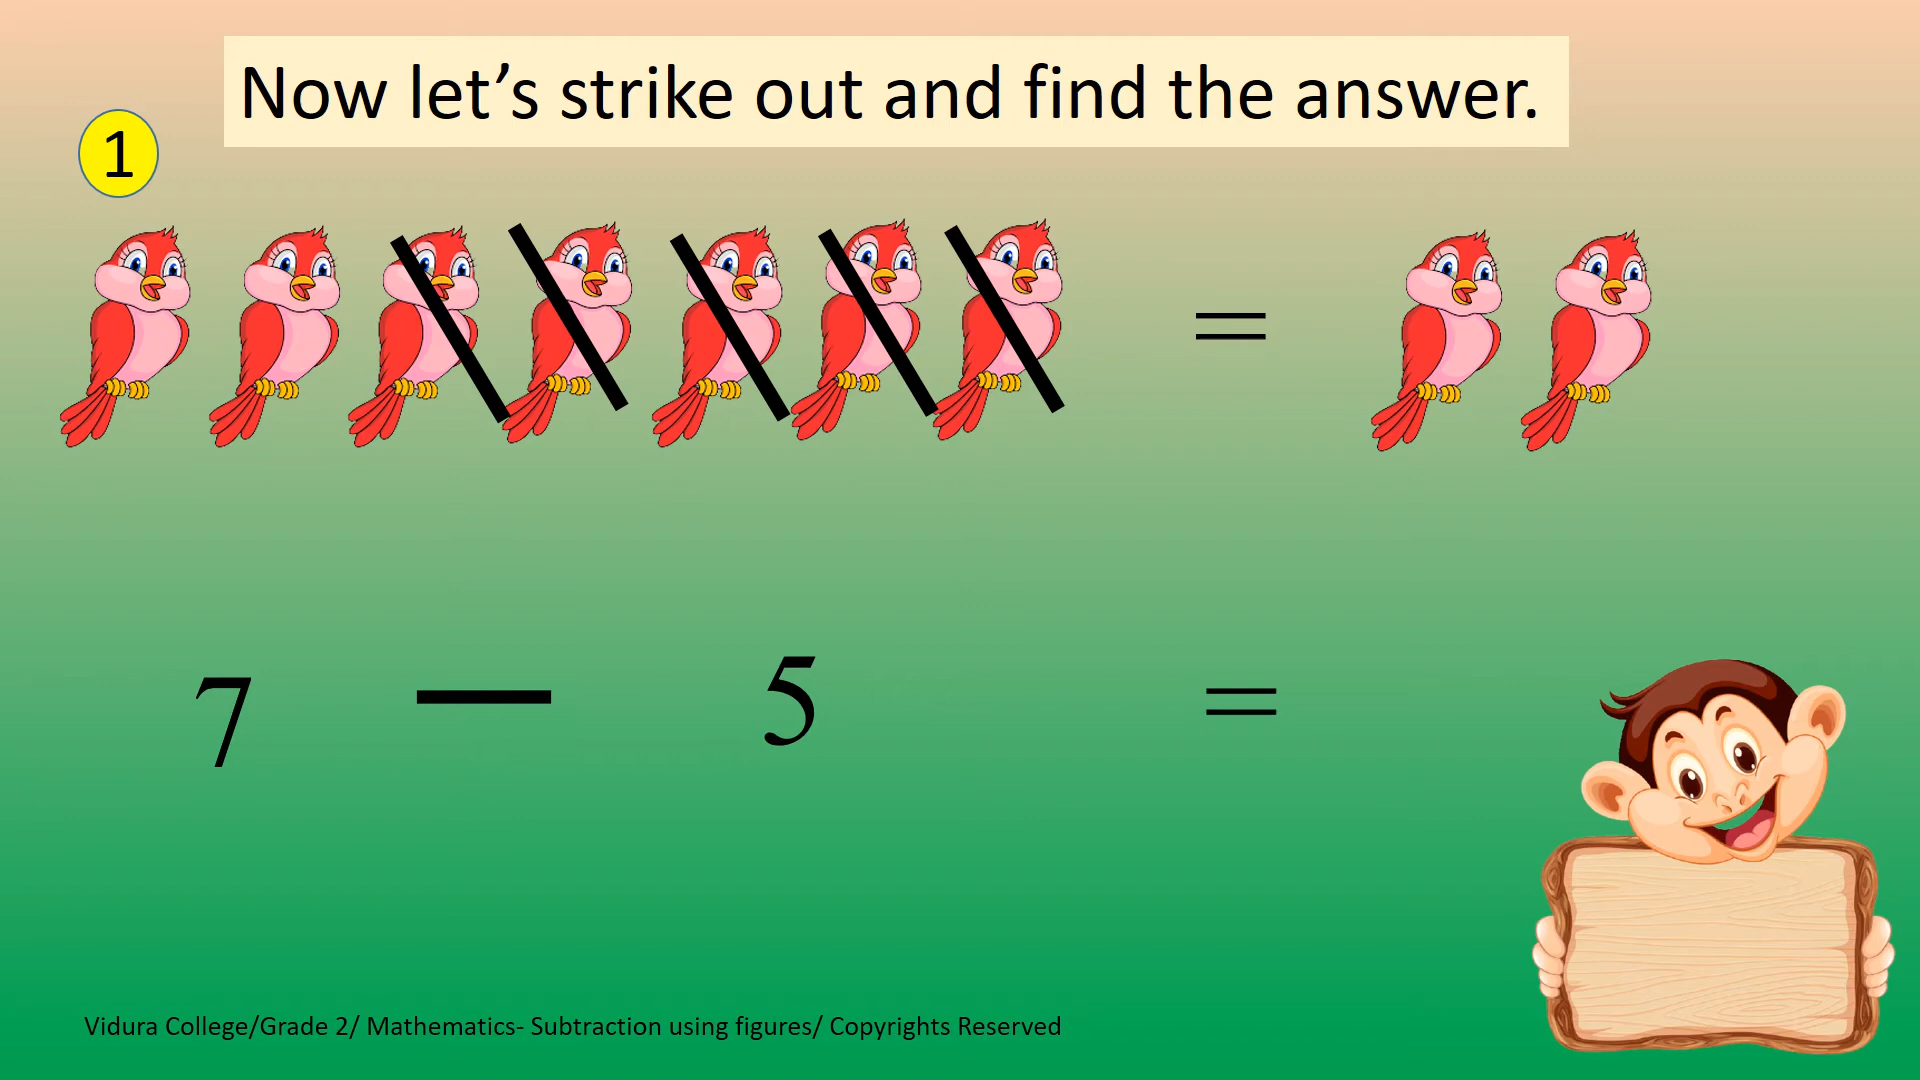 Now let’s strike out and find the answer.
1
=
7 — 5 =
Vidura College/Grade 2/ Mathematics- Subtraction using figures/ Copyrights Reserved